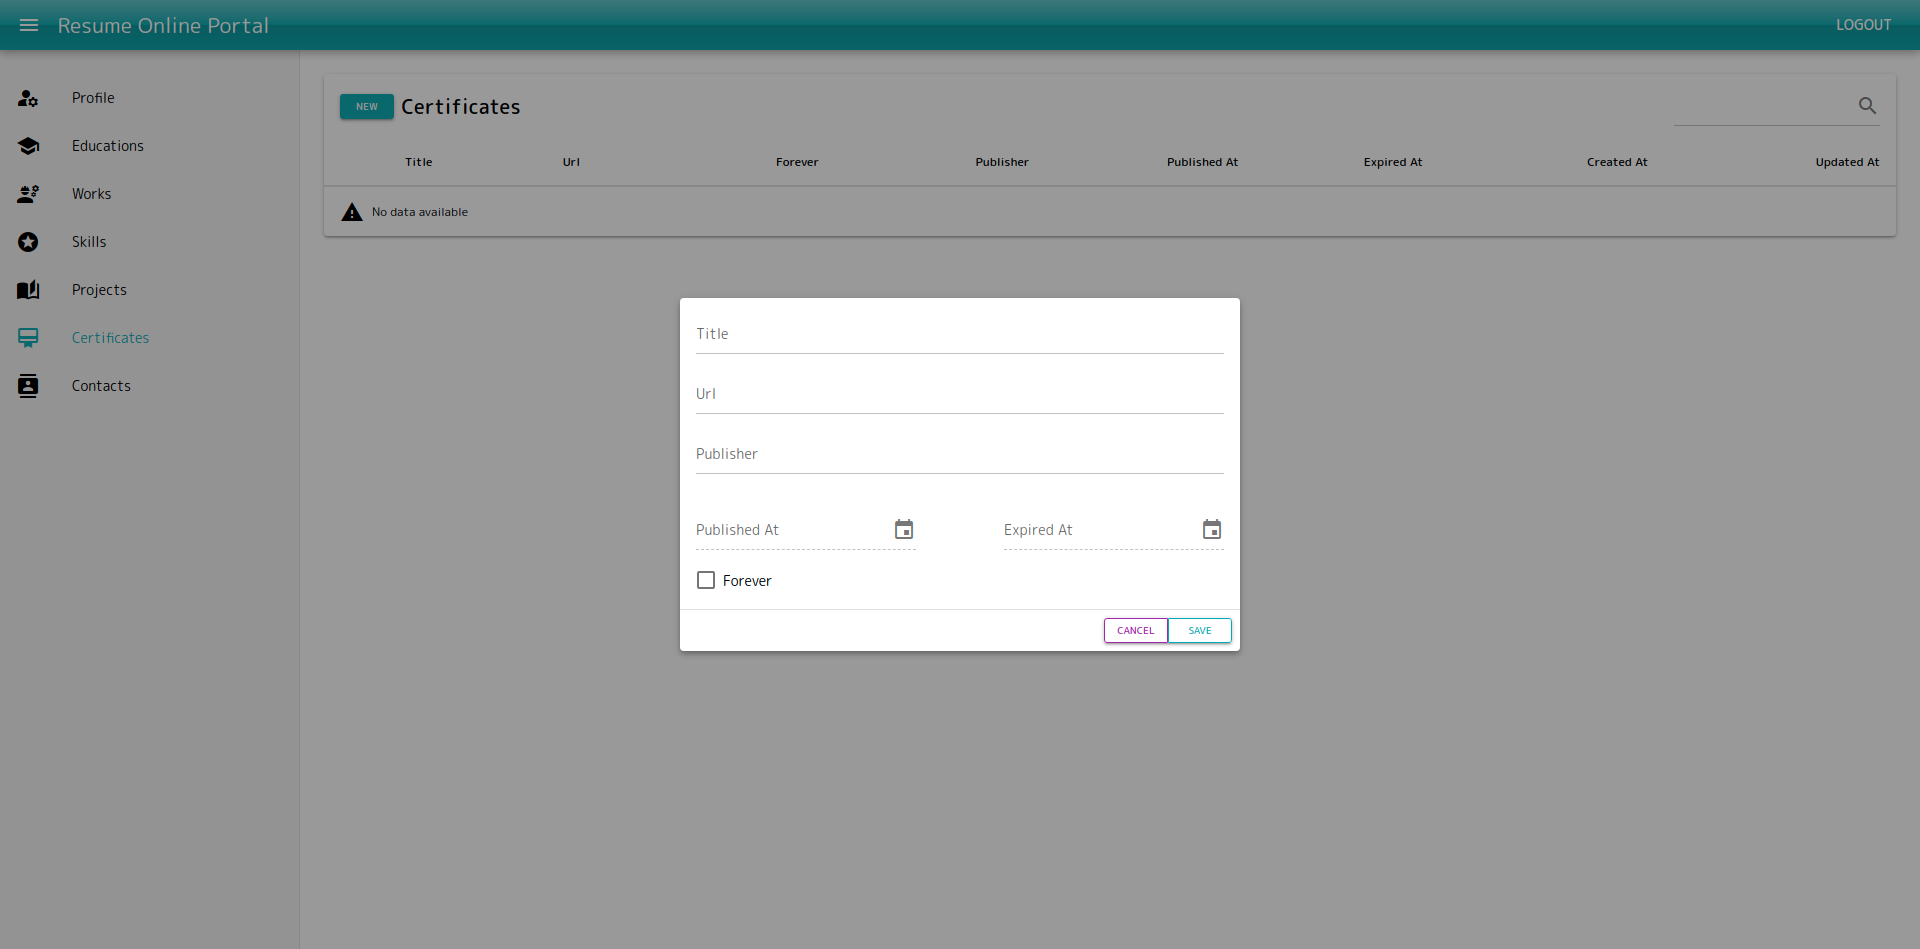 Resume Online Portal
LOGOUT
Profile
Educations
Works
Skills
Projects
Certificates
Contacts
NEW Certificates
Title Url Forever Publisher Published At Expired At Created At Updated At
No data available
Title
Url
Publisher
Published At Expired At
Forever
CANCEL SAVE